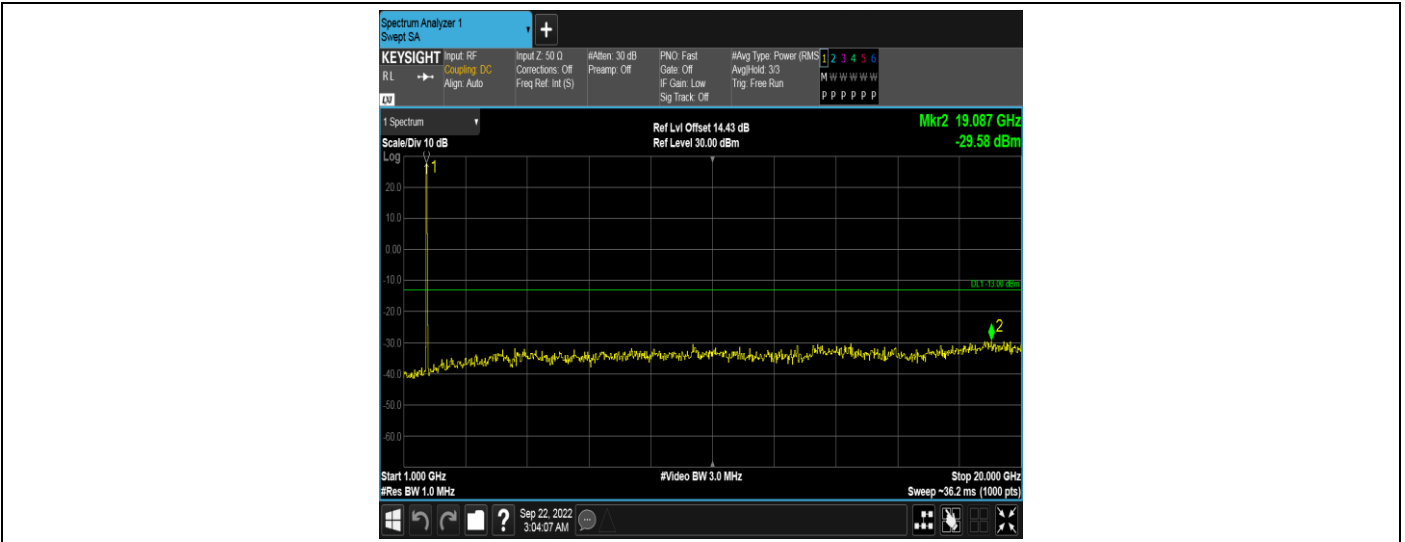 Spectrum Analyzer 1
Swept SA
KEYSIGHT
RL
Input: RF
Coupling: DC
Align: Auto
Input Z: 50 Ω
Corrections: Off
Freq Ref: Int (S)
#Atten: 30 dB
Preamp: Off
PNO: Fast
Gate: Off
IF Gain: Low
Sig Track: Off
#Avg Type: Power (RMS
Avg|Hold: 3/3
Trig: Free Run
1 2 3 4 5 6
M W W W W W
P P P P P P
1 Spectrum
Scale/Div 10 dB
Ref Lvl Offset 14.43 dB
Ref Level 30.00 dBm
Mkr2 19.087 GHz
-29.58 dBm
Log
1
20.0
10.0
0.00
-10.0
DL1 -13.00 dBm
-20.0
2
-30.0
-40.0
-50.0
-60.0
Start 1.000 GHz
#Video BW 3.0 MHz
Stop 20.000 GHz
#Res BW 1.0 MHz
Sweep ~36.2 ms (1000 pts)
?
Sep 22, 2022
3:04:07 AM